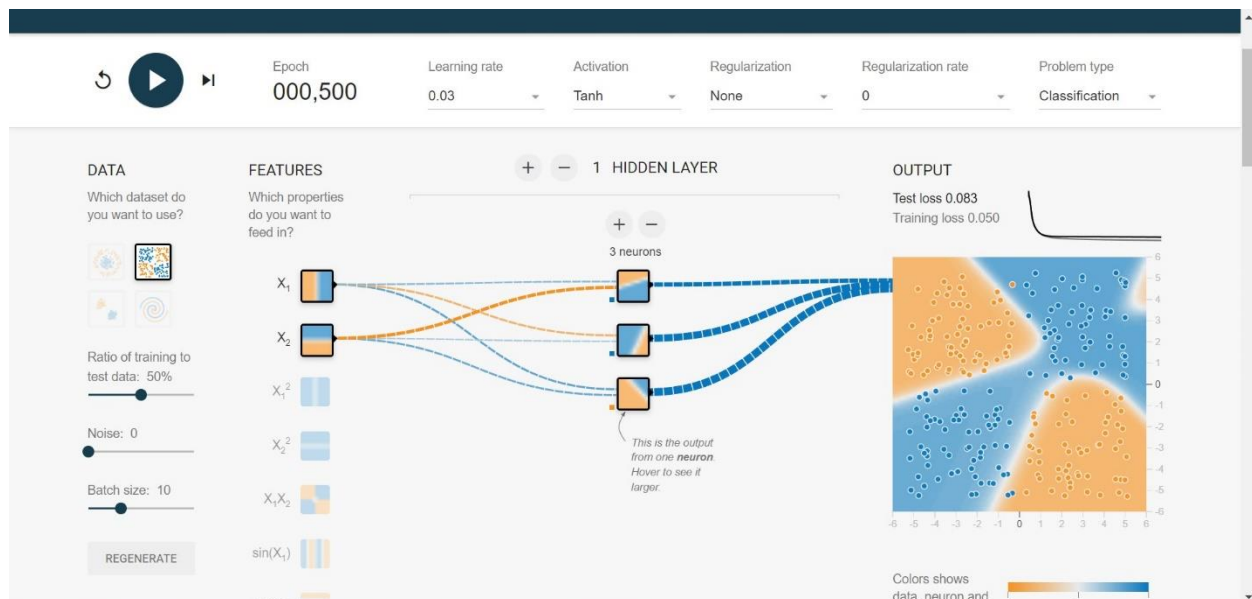 Epoch
000,500
Learning rate
0.03
Activation
Tanh
Regularization
None
Regularization rate
0
Problem type
Classification
DATA
Which dataset do
you want to use?
Ratio of training to
test data: 50%
Noise: 0
Batch size: 10
REGENERATE
FEATURES
Which properties
do you want to
feed in?
X₁
X₂
X₁²
X₂²
X₁X₂
sin(X₁)
+ − 1 HIDDEN LAYER
+ −
3 neurons
This is the output
from one neuron.
Hover to see it
larger.
OUTPUT
Test loss 0.083
Training loss 0.050
6
5
4
3
2
1
0
-1
-2
-3
-4
-5
-6
-6 -5 -4 -3 -2 -1 0 1 2 3 4 5 6
Colors shows
data, neuron and